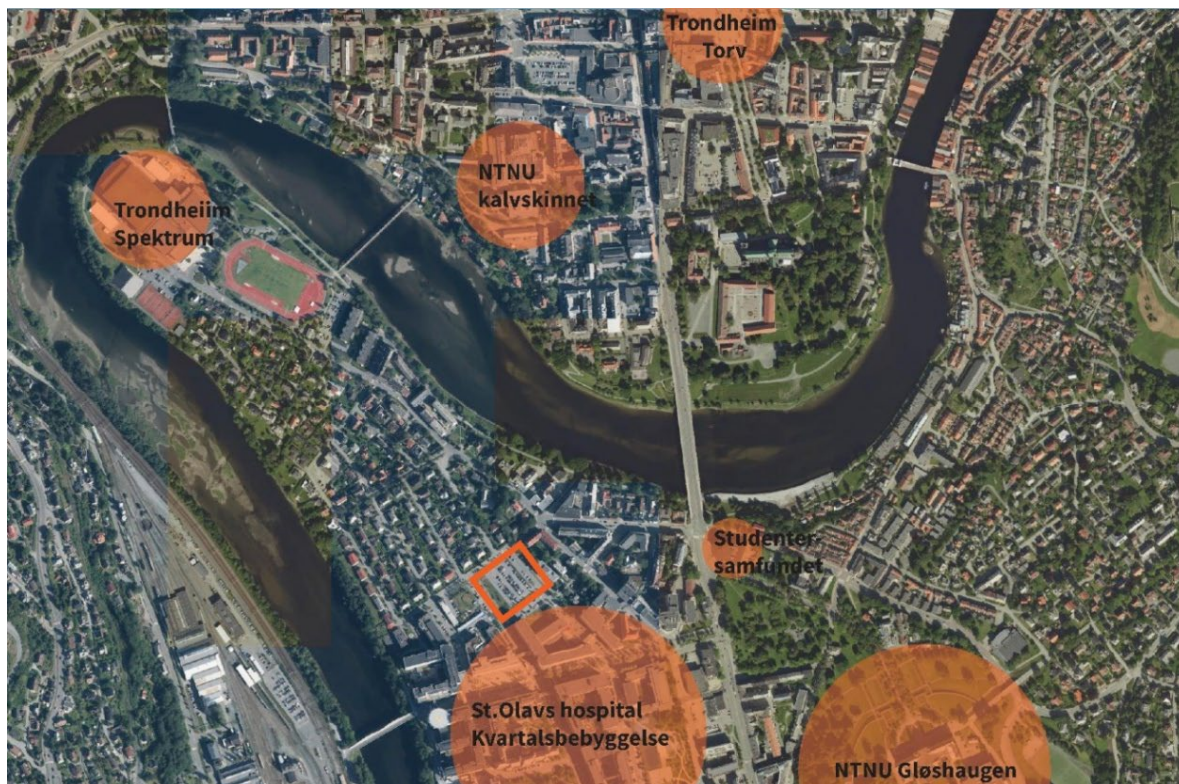 Trondheim
Torv
NTNU
kalvskinnet
Trondheiim
Spektrum
Studenter-
samfundet
St.Olavs hospital
Kvartalsbebyggelse
NTNU Gløshaugen